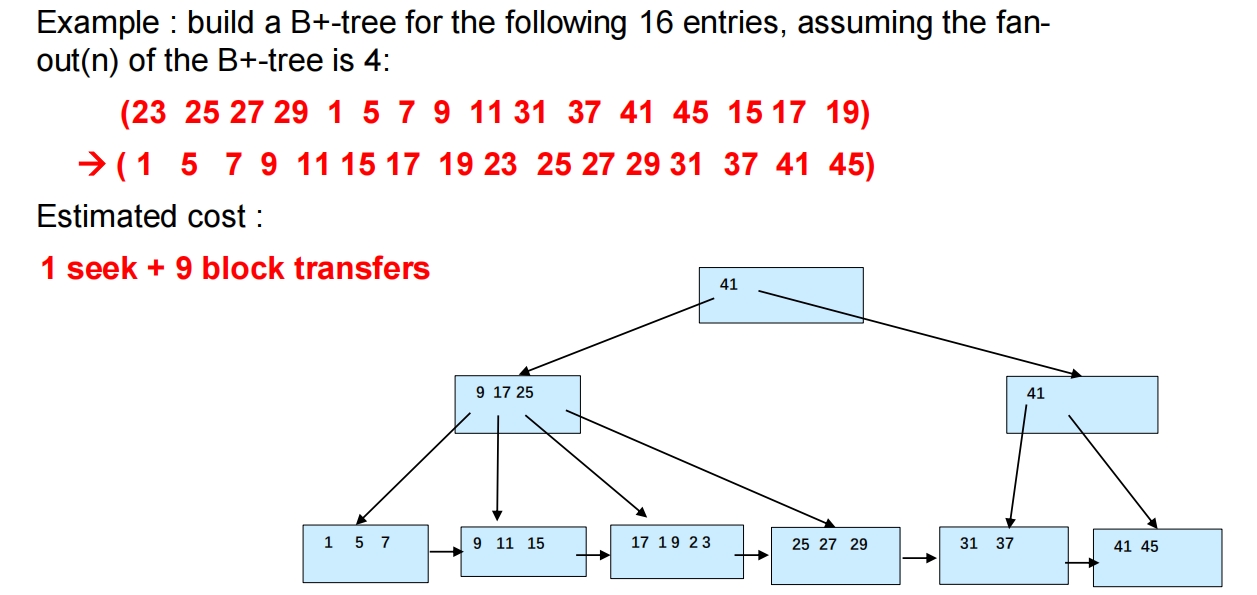 Example : build a B+-tree for the following 16 entries, assuming the fan-
out(n) of the B+-tree is 4:
(23 25 27 29 1 5 7 9 11 31 37 41 45 15 17 19)
→ ( 1 5 7 9 11 15 17 19 23 25 27 29 31 37 41 45)
Estimated cost :
1 seek + 9 block transfers
41
9 17 25
41
1 5 7
9 11 15
17 19 23
25 27 29
31 37
41 45